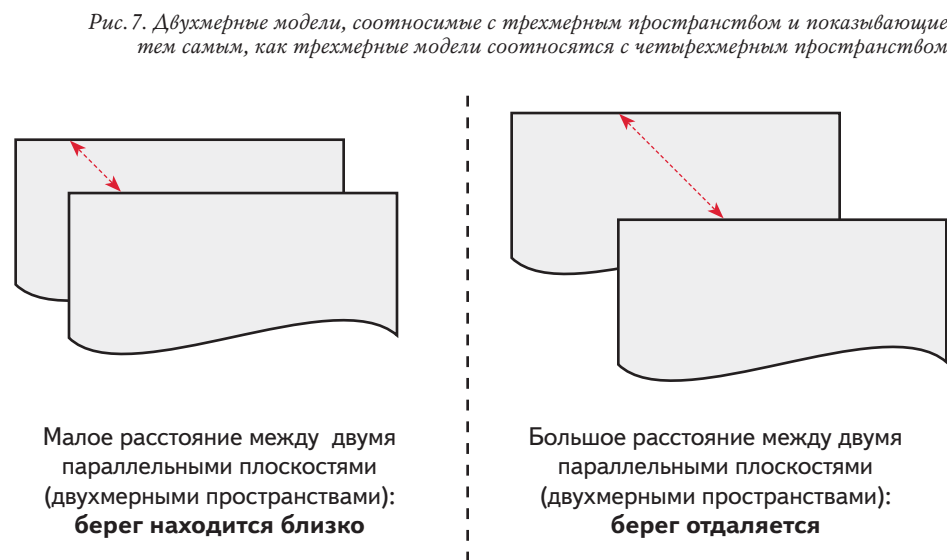 Рис. 7. Двухмерные модели, соотносимые с трехмерным пространством и показывающие
тем самым, как трехмерные модели соотносятся с четырехмерным пространством
Малое расстояние между двумя
параллельными плоскостями
(двухмерными пространствами):
берег находится близко
Большое расстояние между двумя
параллельными плоскостями
(двухмерными пространствами):
берег отдаляется